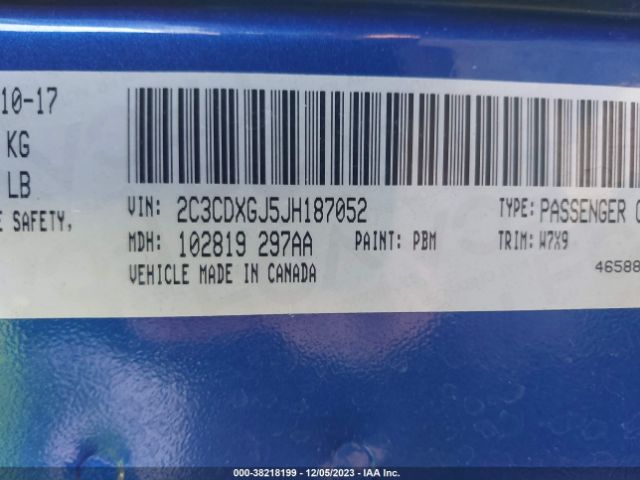 10-17
KG
LB
E SAFETY,
VIN: 2C3CDXGJ5JH187052
TYPE: PASSENGER C
MDH: 102819 297AA
PAINT: PBM
TRIM: W7X9
VEHICLE MADE IN CANADA
46588
000-38218199 - 12/05/2023 - IAA Inc.